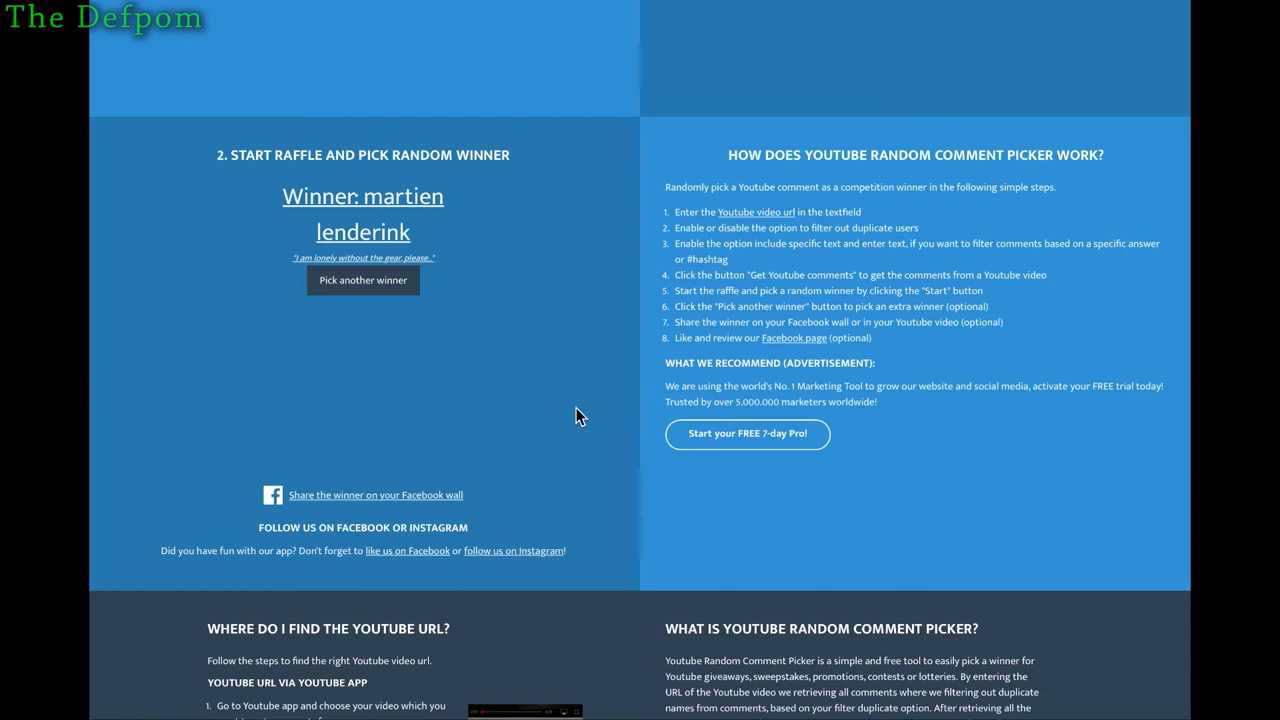 The Defpom
2. START RAFFLE AND PICK RANDOM WINNER
Winner: martien
lenderink
"I am lonely without the gear, please.."
Pick another winner
Share the winner on your Facebook wall
FOLLOW US ON FACEBOOK OR INSTAGRAM
Did you have fun with our app? Don't forget to like us on Facebook or follow us on Instagram!
HOW DOES YOUTUBE RANDOM COMMENT PICKER WORK?
Randomly pick a Youtube comment as a competition winner in the following simple steps.
1. Enter the Youtube video url in the textfield
2. Enable or disable the option to filter out duplicate users
3. Enable the option include specific text and enter text, if you want to filter comments based on a specific answer
or #hashtag
4. Click the button "Get Youtube comments" to get the comments from a Youtube video
5. Start the raffle and pick a random winner by clicking the "Start" button
6. Click the "Pick another winner" button to pick an extra winner (optional)
7. Share the winner on your Facebook wall or in your Youtube video (optional)
8. Like and review our Facebook page (optional)
WHAT WE RECOMMEND (ADVERTISEMENT):
We are using the world's No. 1 Marketing Tool to grow our website and social media, activate your FREE trial today!
Trusted by over 5.000.000 marketers worldwide!
Start your FREE 7-day Pro!
WHERE DO I FIND THE YOUTUBE URL?
Follow the steps to find the right Youtube video url.
YOUTUBE URL VIA YOUTUBE APP
1. Go to Youtube app and choose your video which you
WHAT IS YOUTUBE RANDOM COMMENT PICKER?
Youtube Random Comment Picker is a simple and free tool to easily pick a winner for
Youtube giveaways, sweepstakes, promotions, contests or lotteries. By entering the
URL of the Youtube video we retrieving all comments where we filtering out duplicate
names from comments, based on your filter duplicate option. After retrieving all the